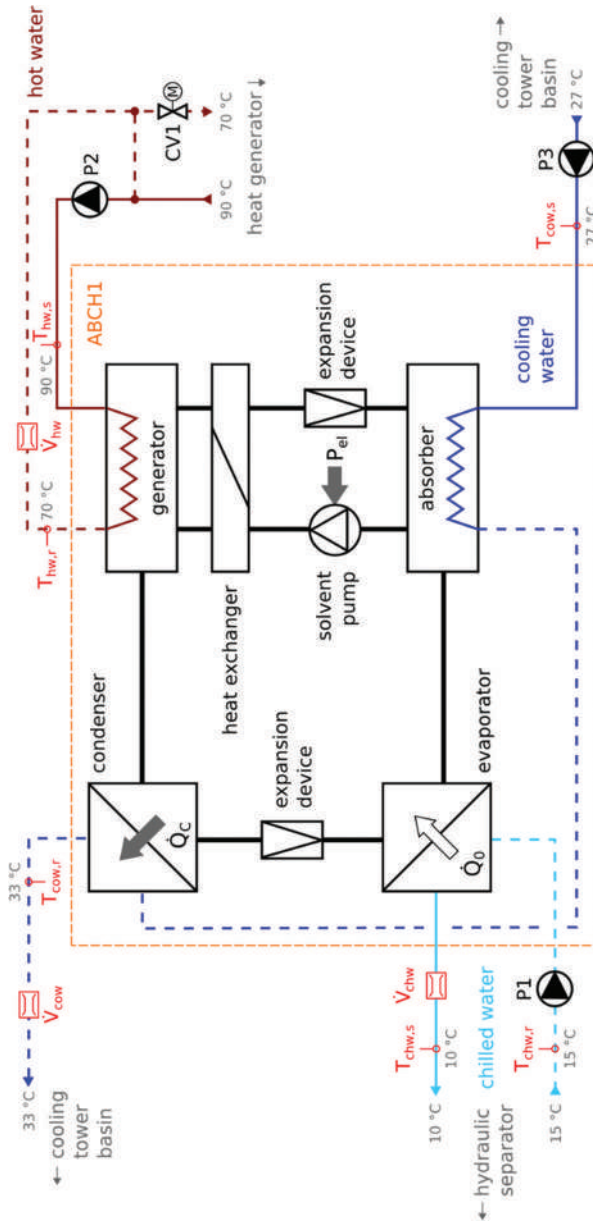 hot water
P2
CV1
M
90 °C
70 °C
heat generator ↓
T_hw,s
90 °C
V̇_hw
70 °C
T_hw,r
ABCH1
generator
heat exchanger
expansion
device
P_el
solvent
pump
absorber
cooling
water
cooling→
tower
basin
27 °C
P3
T_cow,s
27 °C
condenser
Q̇_C
expansion
device
evaporator
Q̇_0
33 °C
T_cow,r
V̇_cow
33 °C
← cooling
tower
basin
V̇_chw
T_chw,s
10 °C
10 °C
chilled water
P1
T_chw,r
15 °C
15 °C
← hydraulic
separator